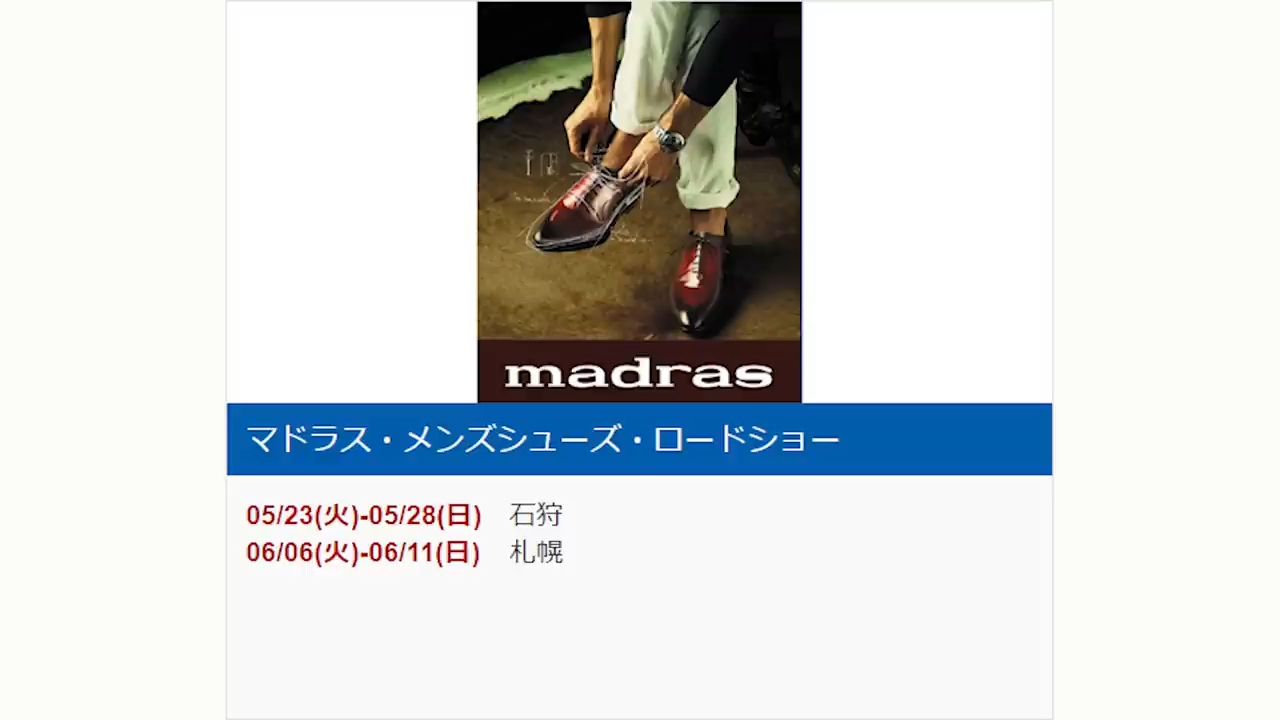 madras
マドラス・メンズシューズ・ロードショー
05/23(火)-05/28(日) 石狩
06/06(火)-06/11(日) 札幌